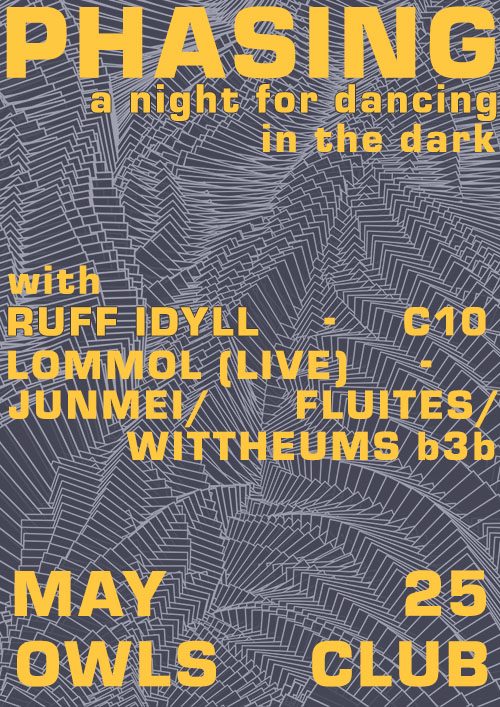 PHASING
a night for dancing
in the dark
with
RUFF IDYLL - C10
LOMMOL (LIVE) -
JUNMEI/ FLUITES/
WITTHEUMS b3b
MAY 25
OWLS CLUB